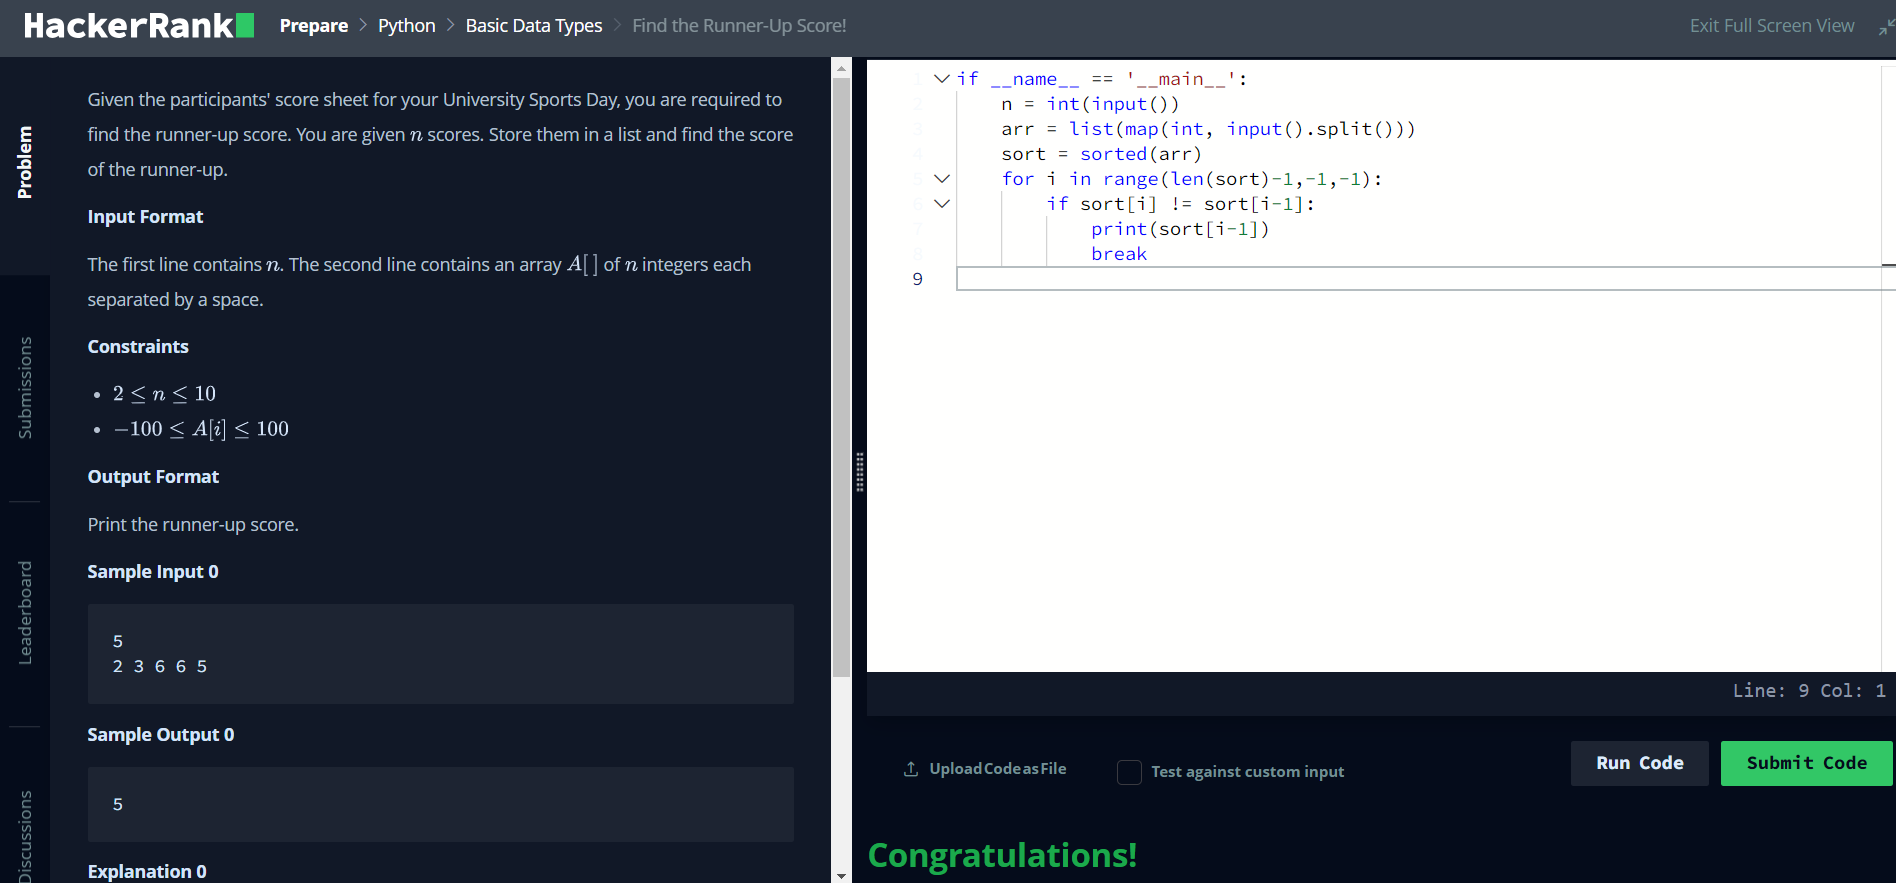 HackerRank
Prepare > Python > Basic Data Types > Find the Runner-Up Score!
Exit Full Screen View
Problem
Submissions
Leaderboard
Discussions
Given the participants' score sheet for your University Sports Day, you are required to
find the runner-up score. You are given n scores. Store them in a list and find the score
of the runner-up.
Input Format
The first line contains n. The second line contains an array A[] of n integers each
separated by a space.
Constraints
• 2 ≤ n ≤ 10
• −100 ≤ A[i] ≤ 100
Output Format
Print the runner-up score.
Sample Input 0
5
2 3 6 6 5
Sample Output 0
5
Explanation 0
1 if __name__ == '__main__':
2     n = int(input())
3     arr = list(map(int, input().split()))
4     sort = sorted(arr)
5     for i in range(len(sort)-1,-1,-1):
6         if sort[i] != sort[i-1]:
7             print(sort[i-1])
8             break
9
Line: 9 Col: 1
Upload Code as File
Test against custom input
Run Code
Submit Code
Congratulations!